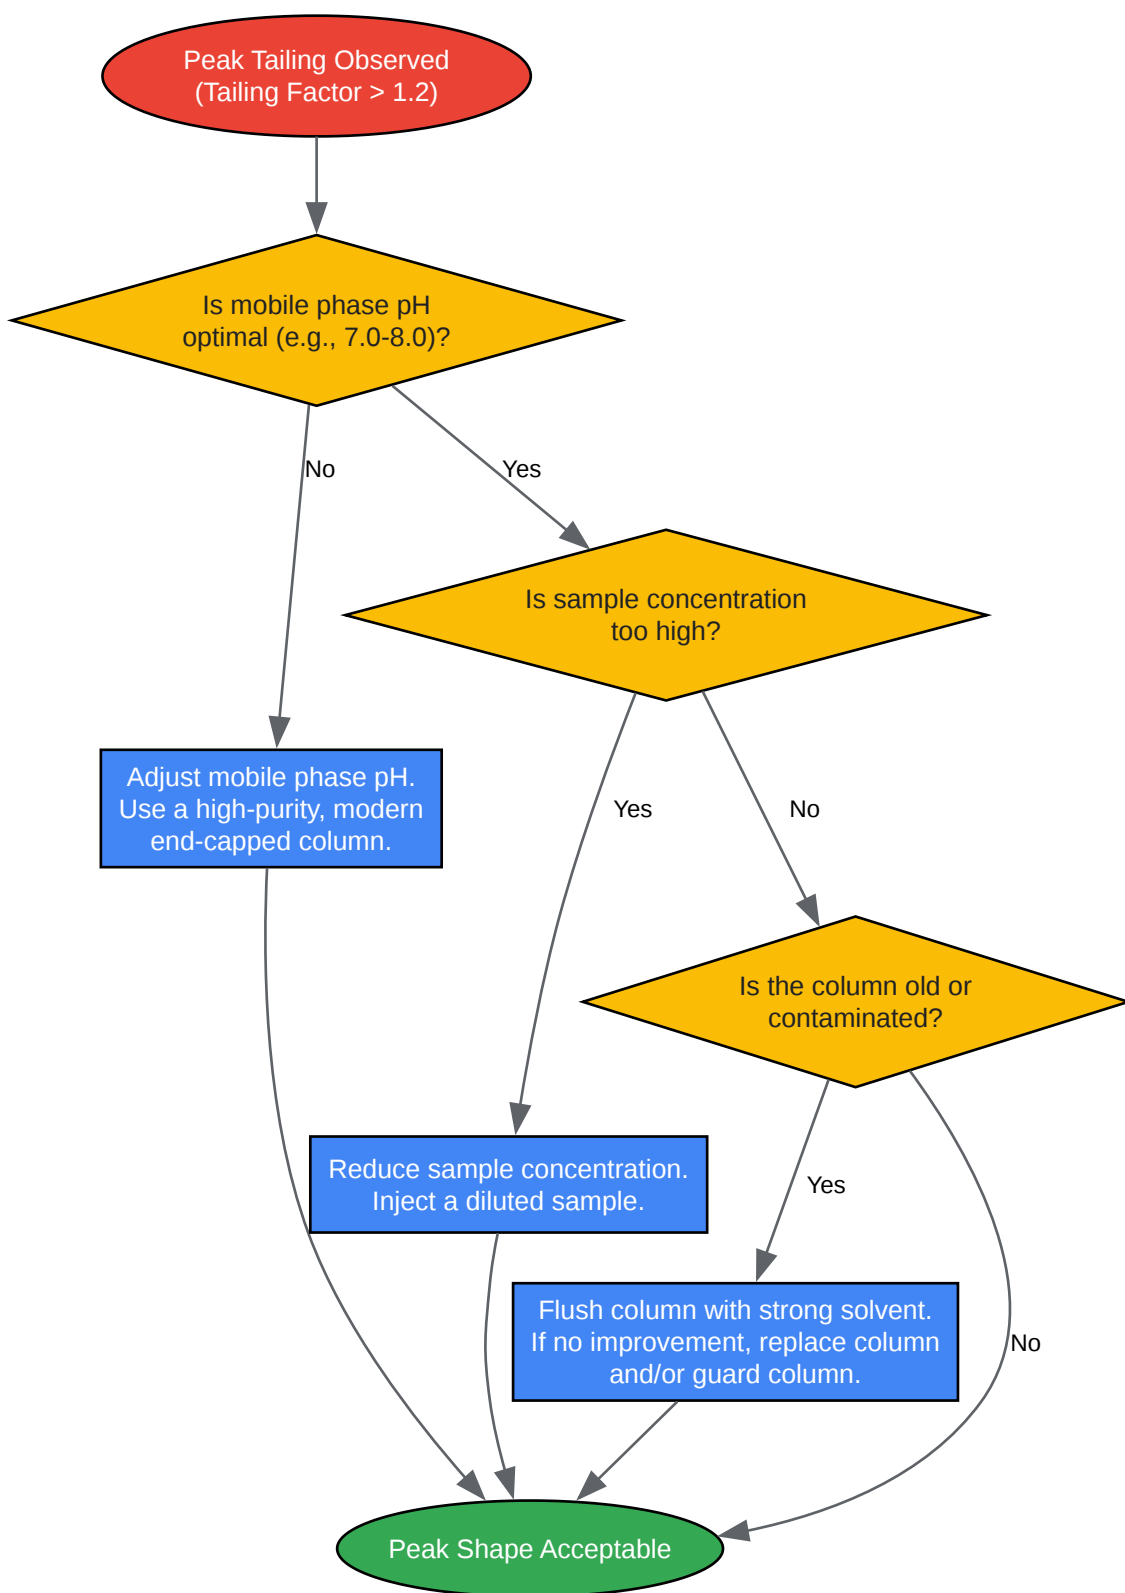 Peak Tailing Observed
(Tailing Factor > 1.2)
Is mobile phase pH
optimal (e.g., 7.0-8.0)?
No
Yes
Is sample concentration
too high?
Adjust mobile phase pH.
Use a high-purity, modern
end-capped column.
Yes
No
Is the column old or
contaminated?
Reduce sample concentration.
Inject a diluted sample.
Yes
Flush column with strong solvent.
If no improvement, replace column
and/or guard column.
No
Peak Shape Acceptable